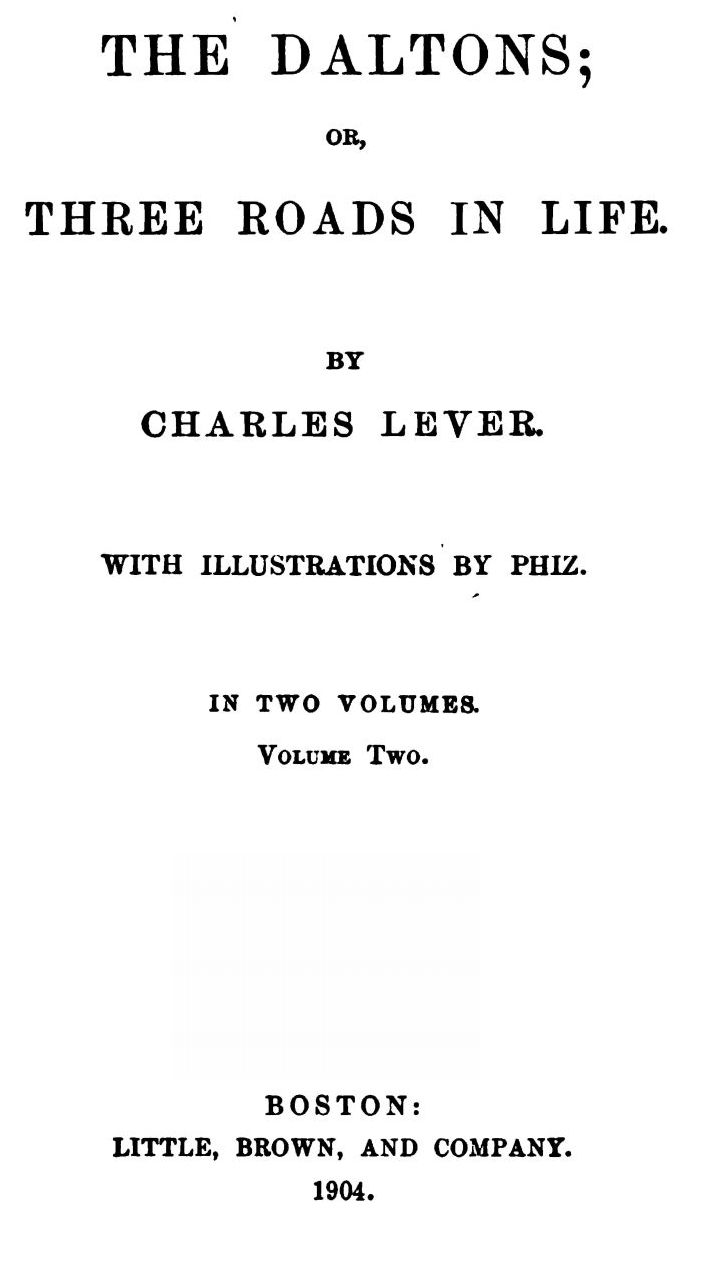 THE DALTONS;
OR,
THREE ROADS IN LIFE.
BY
CHARLES LEVER.
WITH ILLUSTRATIONS BY PHIZ.
IN TWO VOLUMES.
VOLUME TWO.
BOSTON:
LITTLE, BROWN, AND COMPANY.
1904.